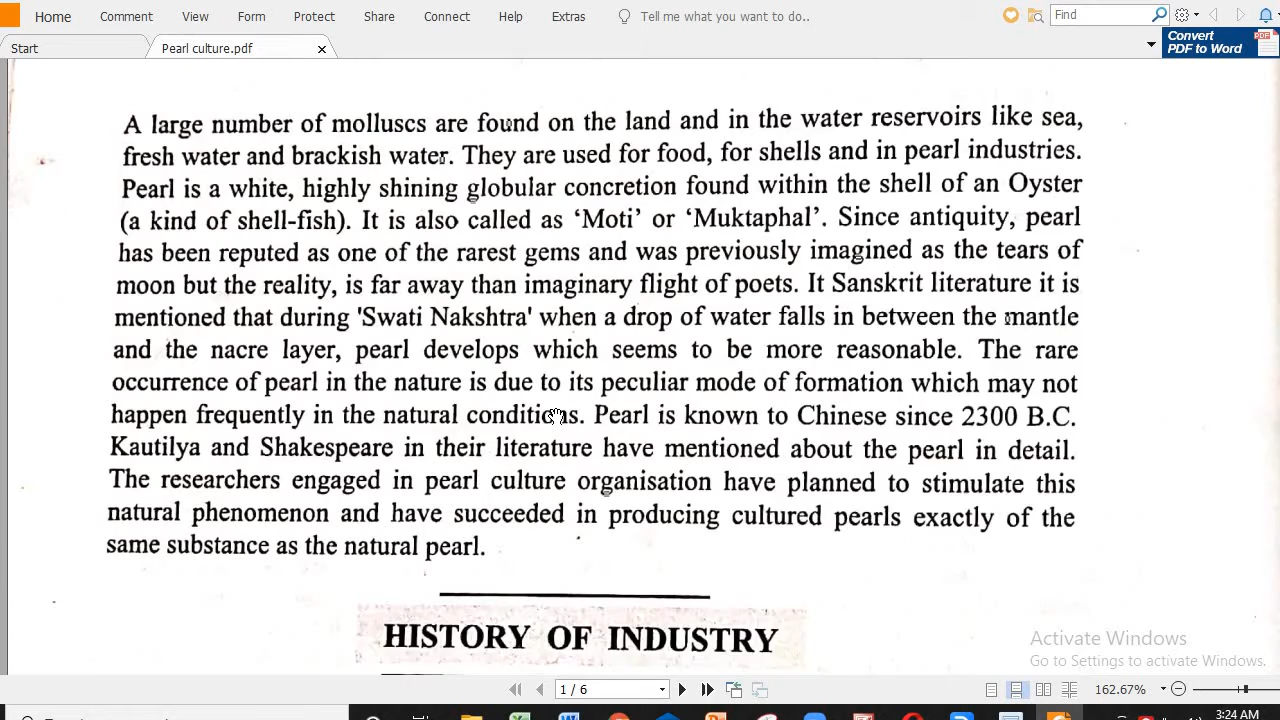 Home Comment View Form Protect Share Connect Help Extras Tell me what you want to do.. Find
Start Pearl culture.pdf Convert
PDF to Word
A large number of molluscs are found on the land and in the water reservoirs like sea,
fresh water and brackish water. They are used for food, for shells and in pearl industries.
Pearl is a white, highly shining globular concretion found within the shell of an Oyster
(a kind of shell-fish). It is also called as ‘Moti’ or ‘Muktaphal’. Since antiquity, pearl
has been reputed as one of the rarest gems and was previously imagined as the tears of
moon but the reality, is far away than imaginary flight of poets. It Sanskrit literature it is
mentioned that during 'Swati Nakshtra' when a drop of water falls in between the mantle
and the nacre layer, pearl develops which seems to be more reasonable. The rare
occurrence of pearl in the nature is due to its peculiar mode of formation which may not
happen frequently in the natural conditions. Pearl is known to Chinese since 2300 B.C.
Kautilya and Shakespeare in their literature have mentioned about the pearl in detail.
The researchers engaged in pearl culture organisation have planned to stimulate this
natural phenomenon and have succeeded in producing cultured pearls exactly of the
same substance as the natural pearl.
HISTORY OF INDUSTRY
Activate Windows
Go to Settings to activate Windows.
1 / 6 162.67%
3:24 AM